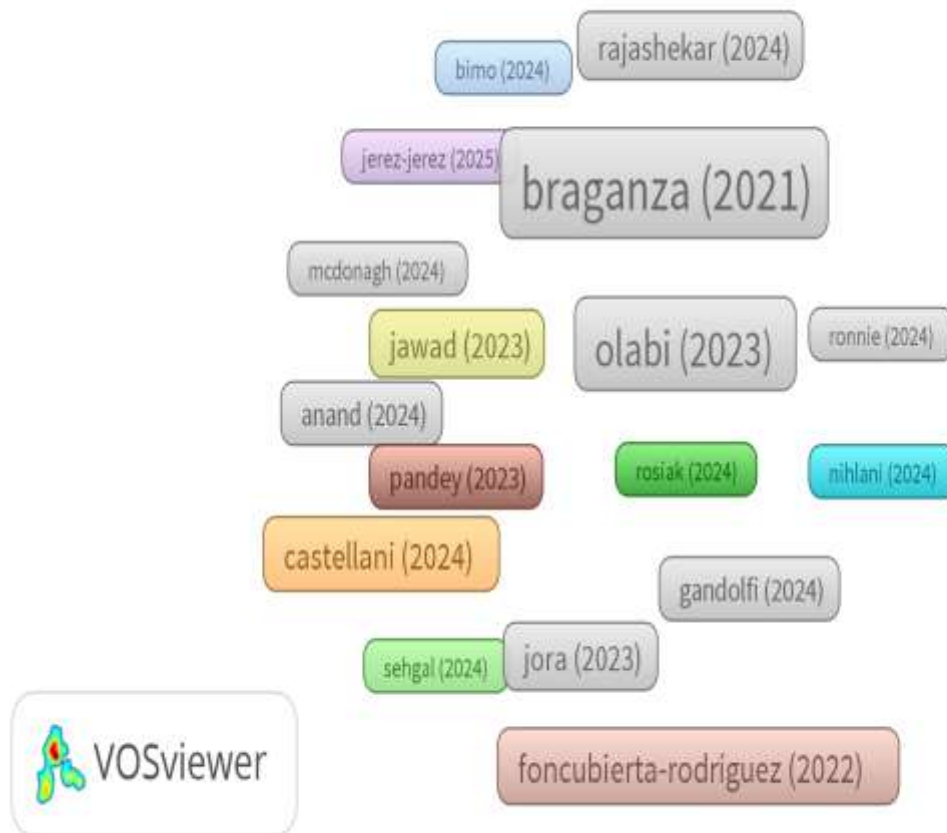 rajashekar (2024)
bimo (2024)
jerez-jerez (2025)
braganza (2021)
mcdonagh (2024)
jawad (2023)
olabi (2023)
ronnie (2024)
anand (2024)
pandey (2023)
rosiak (2024)
nihlani (2024)
castellani (2024)
gandolfi (2024)
sehgal (2024)
jora (2023)
VOSviewer
foncubierta-rodríguez (2022)